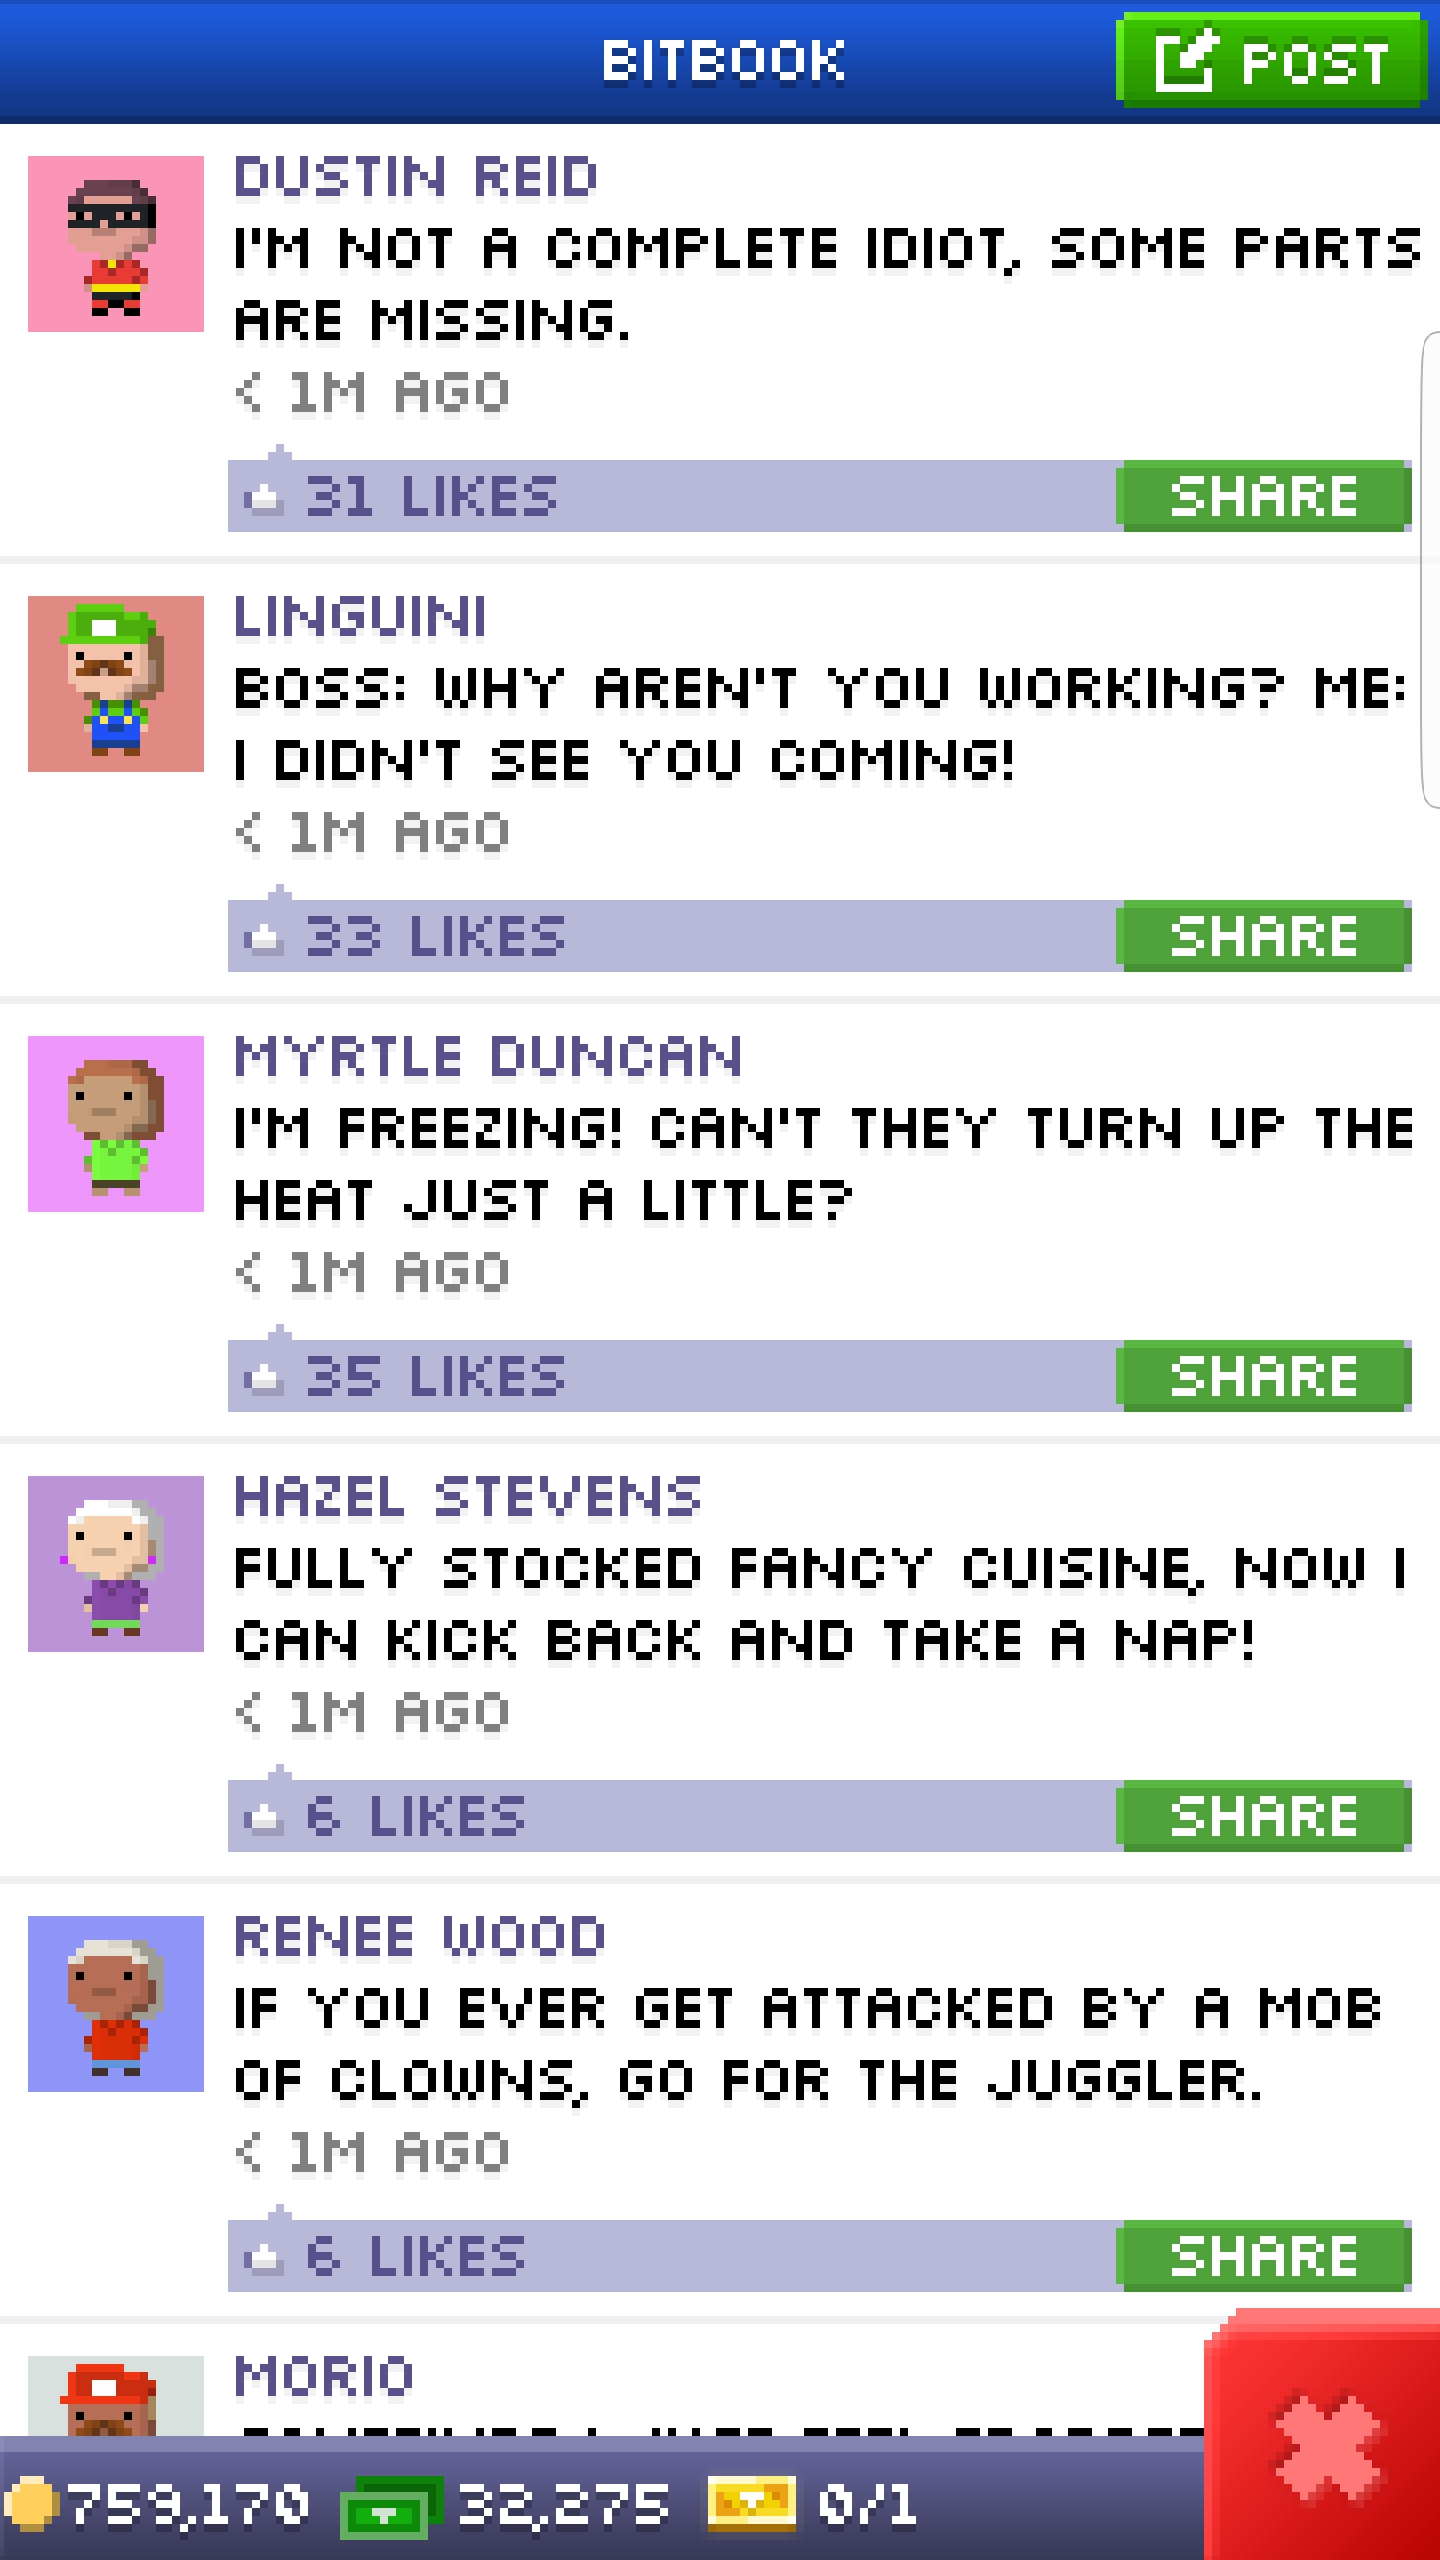 BITBOOK
POST
DUSTIN REID
I'M NOT A COMPLETE IDIOT, SOME PARTS
ARE MISSING.
< 1M AGO
31 LIKES
SHARE
LINGUINI
BOSS: WHY AREN'T YOU WORKING? ME:
I DIDN'T SEE YOU COMING!
< 1M AGO
33 LIKES
SHARE
MYRTLE DUNCAN
I'M FREEZING! CAN'T THEY TURN UP THE
HEAT JUST A LITTLE?
< 1M AGO
35 LIKES
SHARE
HAZEL STEVENS
FULLY STOCKED FANCY CUISINE, NOW I
CAN KICK BACK AND TAKE A NAP!
< 1M AGO
6 LIKES
SHARE
RENEE WOOD
IF YOU EVER GET ATTACKED BY A MOB
OF CLOWNS, GO FOR THE JUGGLER.
< 1M AGO
6 LIKES
SHARE
MORIO
759,170
32,275
0/1